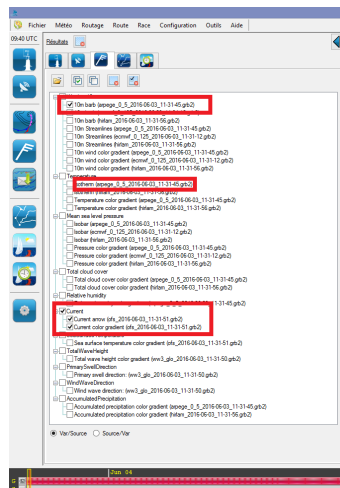 Fichier Météo Routage Route Race Configuration Outils Aide
09:40 UTC
Résultats
10m barb (arpege_0_5_2016-06-03_11-31-45.grb2)
10m barb (hirlam_2016-06-03_11-31-56.grb2)
10m Streamlines (arpege_0_5_2016-06-03_11-31-45.grb2)
10m Streamlines (ecmwf_0_125_2016-06-03_11-31-12.grb2)
10m Streamlines (hirlam_2016-06-03_11-31-56.grb2)
10m wind color gradient (arpege_0_5_2016-06-03_11-31-45.grb2)
10m wind color gradient (ecmwf_0_125_2016-06-03_11-31-12.grb2)
10m wind color gradient (hirlam_2016-06-03_11-31-56.grb2)
Temperature
Isotherm (arpege_0_5_2016-06-03_11-31-45.grb2)
Temperature color gradient (arpege_0_5_2016-06-03_11-31-45.grb2)
Temperature color gradient (hirlam_2016-06-03_11-31-56.grb2)
Mean sea level pressure
Isobar (arpege_0_5_2016-06-03_11-31-45.grb2)
Isobar (ecmwf_0_125_2016-06-03_11-31-12.grb2)
Isobar (hirlam_2016-06-03_11-31-56.grb2)
Pressure color gradient (arpege_0_5_2016-06-03_11-31-45.grb2)
Pressure color gradient (ecmwf_0_125_2016-06-03_11-31-12.grb2)
Pressure color gradient (hirlam_2016-06-03_11-31-56.grb2)
Total cloud cover
Total cloud cover color gradient (arpege_0_5_2016-06-03_11-31-45.grb2)
Total cloud cover color gradient (hirlam_2016-06-03_11-31-56.grb2)
Relative humidity
Current
Current arrow (ofs_2016-06-03_11-31-51.grb2)
Current color gradient (ofs_2016-06-03_11-31-51.grb2)
Sea surface temperature color gradient (ofs_2016-06-03_11-31-51.grb2)
TotalWaveHeight
Total wave height color gradient (ww3_glo_2016-06-03_11-31-50.grb2)
PrimarySwellDirection
Primary swell direction: (ww3_glo_2016-06-03_11-31-50.grb2)
WindWaveDirection
Wind wave direction: (ww3_glo_2016-06-03_11-31-50.grb2)
AccumulatedPrecipitation
Accumulated precipitation color gradient (arpege_0_5_2016-06-03_11-31-45.grb2)
Accumulated precipitation color gradient (hirlam_2016-06-03_11-31-56.grb2)
Var/Source Source/Var
Jun 04